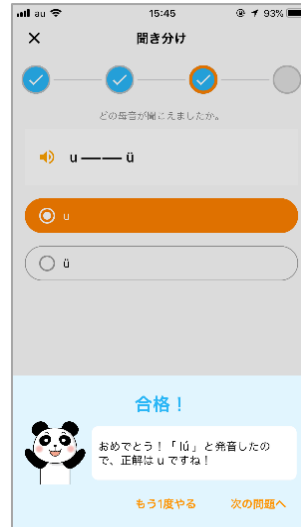 au 15:45 93%
聞き分け
どの母音が聞こえましたか。
u ─── ü
u
ü
合格！
おめでとう！「lú」と発音したの
で、正解は u ですね！
もう1度やる 次の問題へ